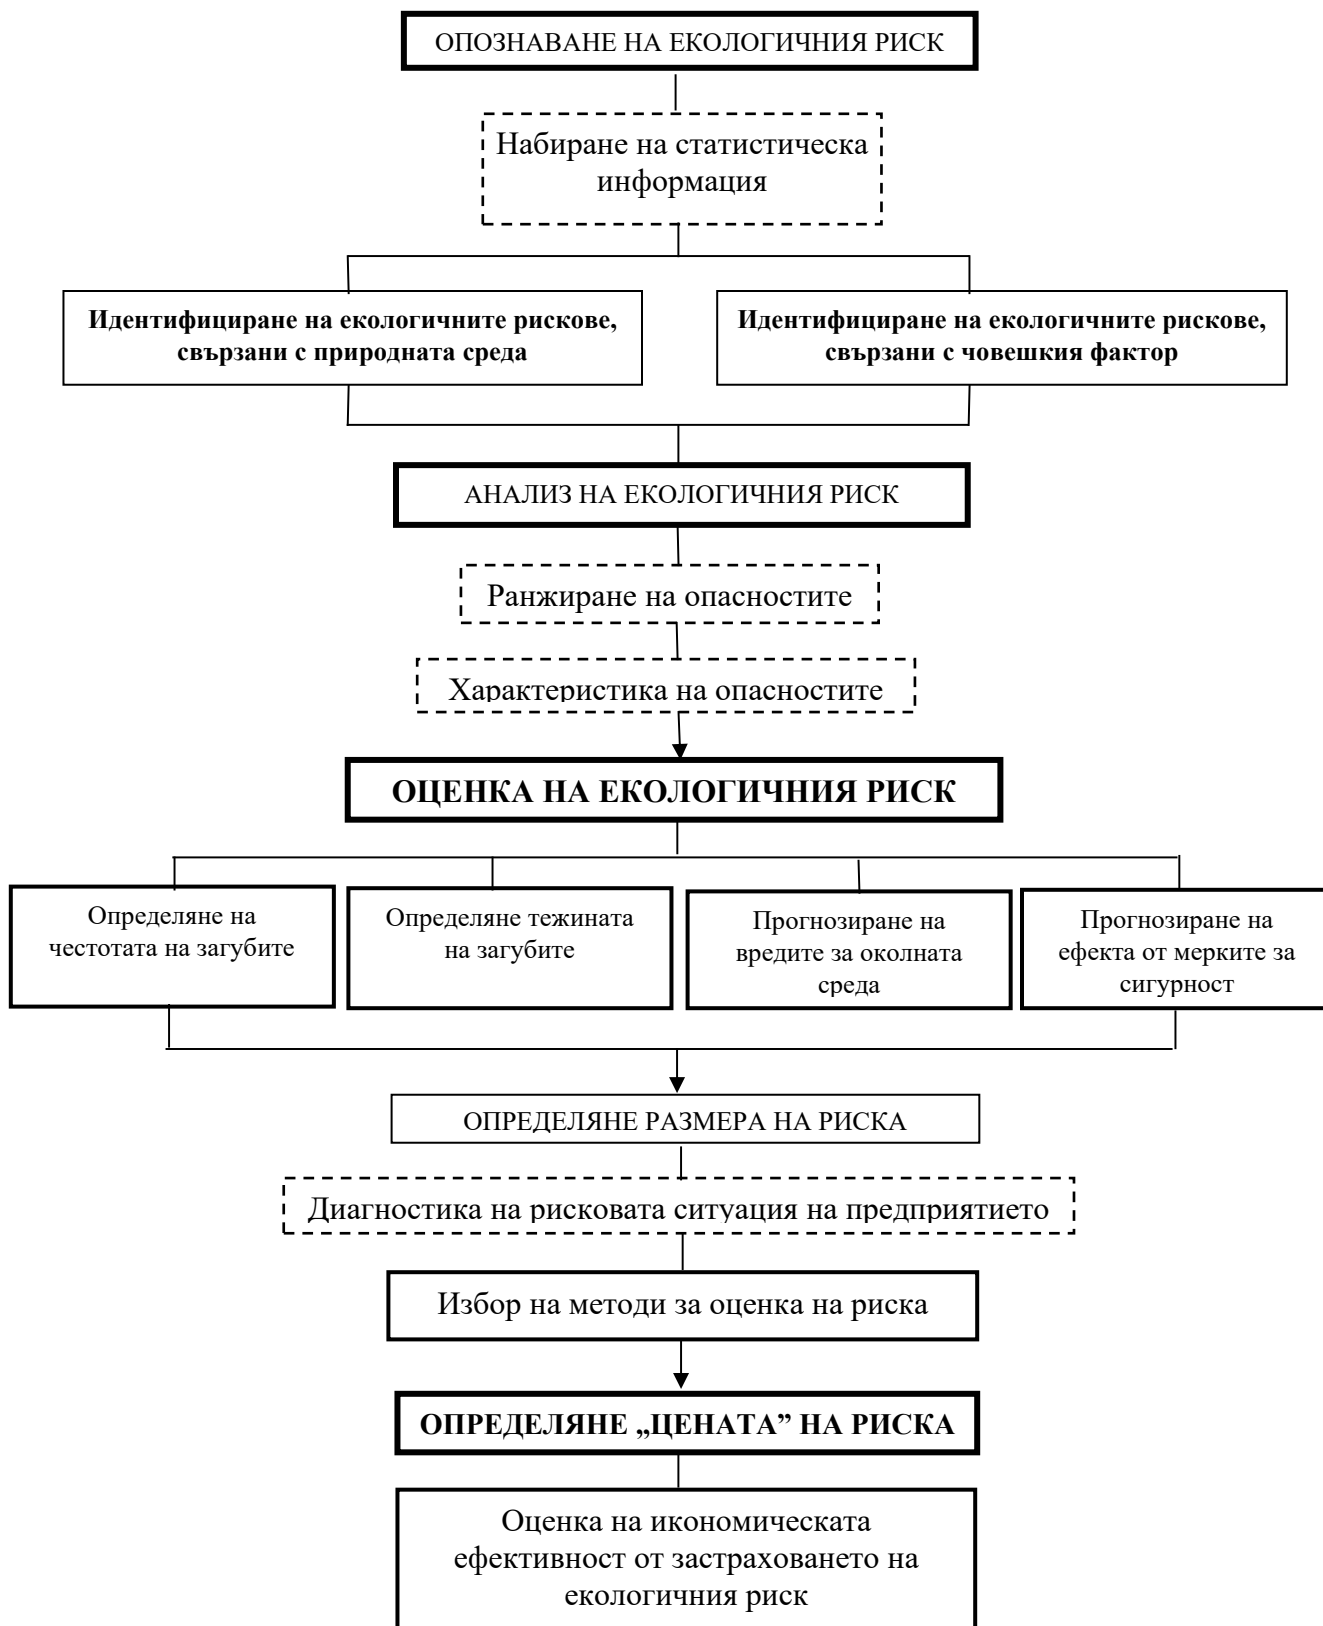 ОПОЗНАВАНЕ НА ЕКОЛОГИЧНИЯ РИСК
Набиране на статистическа
информация
Идентифициране на екологичните рискове,
свързани с природната среда
Идентифициране на екологичните рискове,
свързани с човешкия фактор
АНАЛИЗ НА ЕКОЛОГИЧНИЯ РИСК
Ранжиране на опасностите
Характеристика на опасностите
ОЦЕНКА НА ЕКОЛОГИЧНИЯ РИСК
Определяне на
честотата на загубите
Определяне тежината
на загубите
Прогнозиране на
вредите за околната
среда
Прогнозиране на
ефекта от мерките за
сигурност
ОПРЕДЕЛЯНЕ РАЗМЕРА НА РИСКА
Диагностика на рисковата ситуация на предприятието
Избор на методи за оценка на риска
ОПРЕДЕЛЯНЕ „ЦЕНАТА” НА РИСКА
Оценка на икономическата
ефективност от застраховането на
екологичния риск